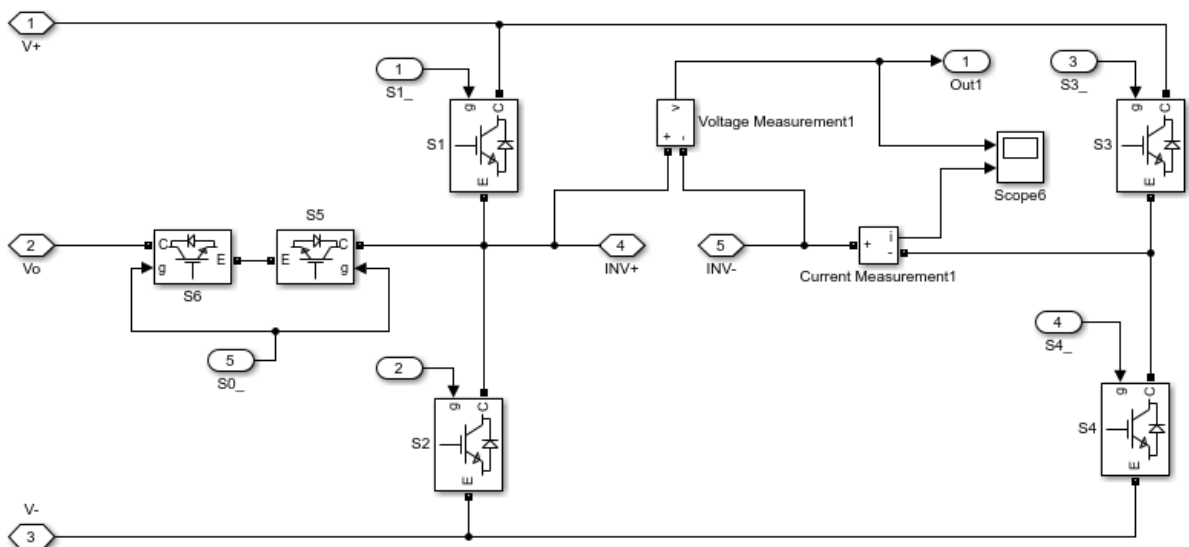 1
V+
1
S1_
g
C
S1
E
v
+
-
Voltage Measurement1
1
Out1
Scope6
3
S3_
g
C
S3
E
2
Vo
C
g
E
S6
S5
E
C
g
5
S0_
4
INV+
5
INV-
+
i
-
Current Measurement1
2
g
C
S2
E
4
S4_
g
C
S4
E
V-
3